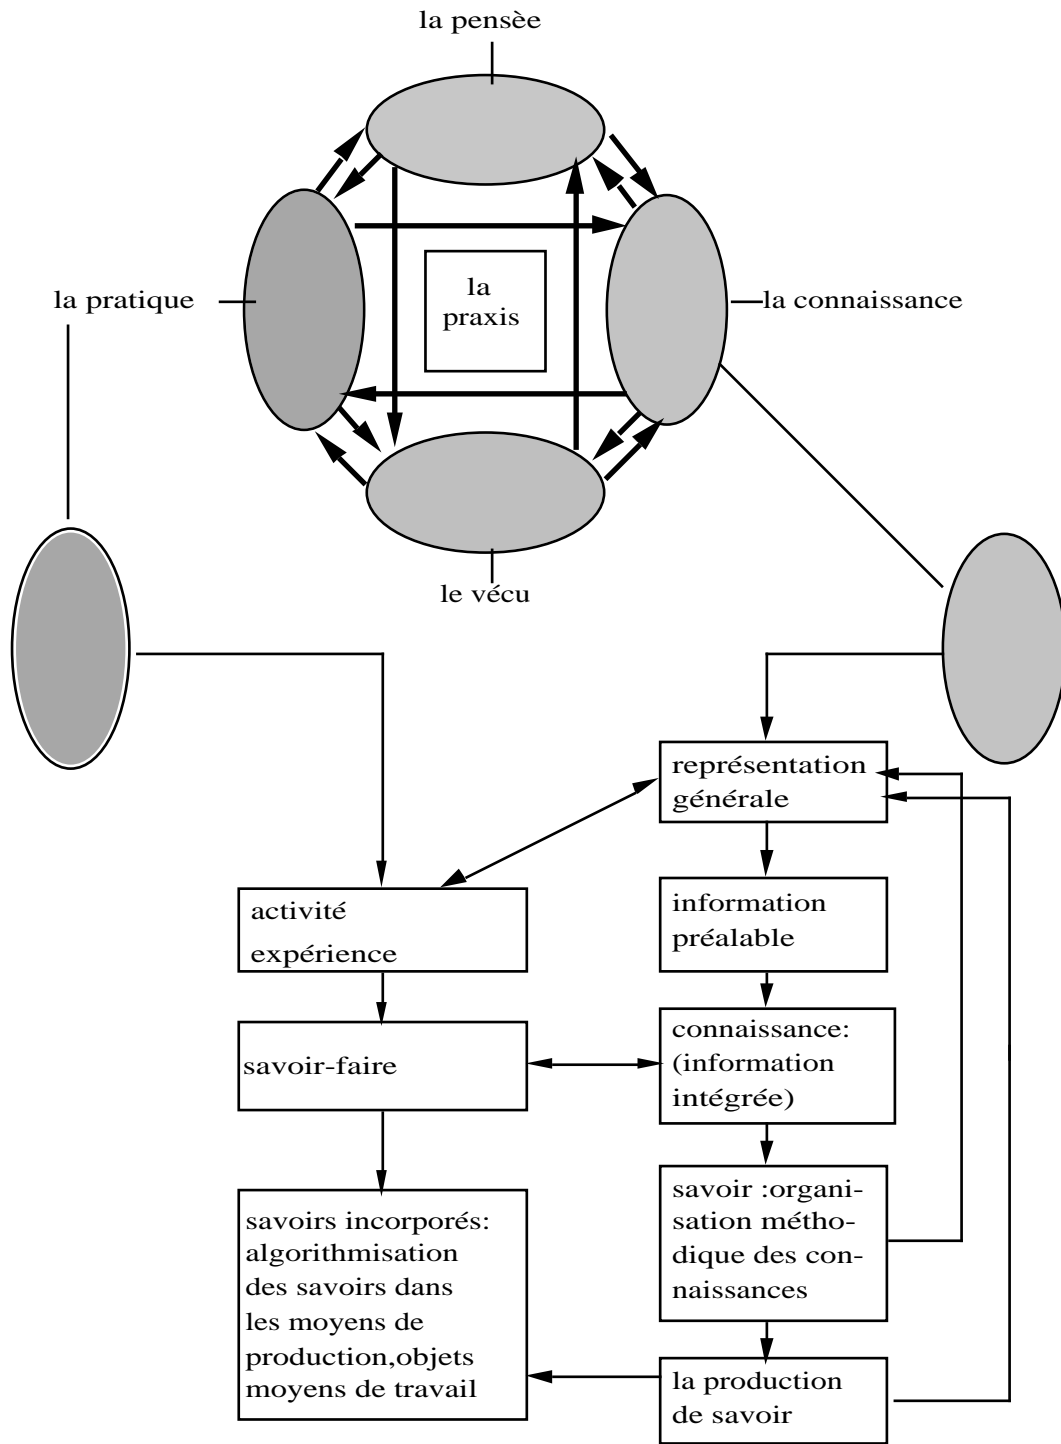 la pensèe
la pratique
la
praxis
la connaissance
le vécu
représentation
générale
activité
expérience
information
préalable
savoir-faire
connaissance:
(information
intégrée)
savoirs incorporés:
algorithmisation
des savoirs dans
les moyens de
production,objets
moyens de travail
savoir :organi-
sation métho-
dique des con-
naissances
la production
de savoir